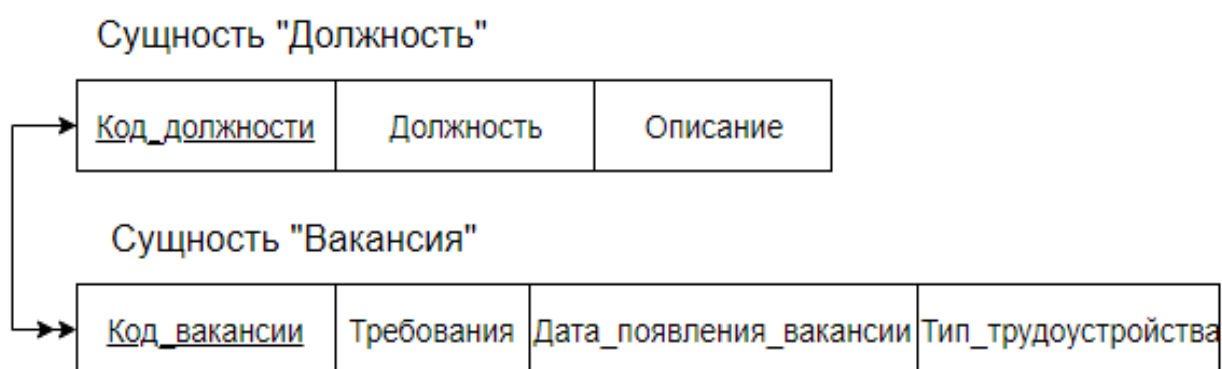 Сущность "Должность"
Код_должности Должность Описание
Сущность "Вакансия"
Код_вакансии Требования Дата_появления_вакансии Тип_трудоустройства